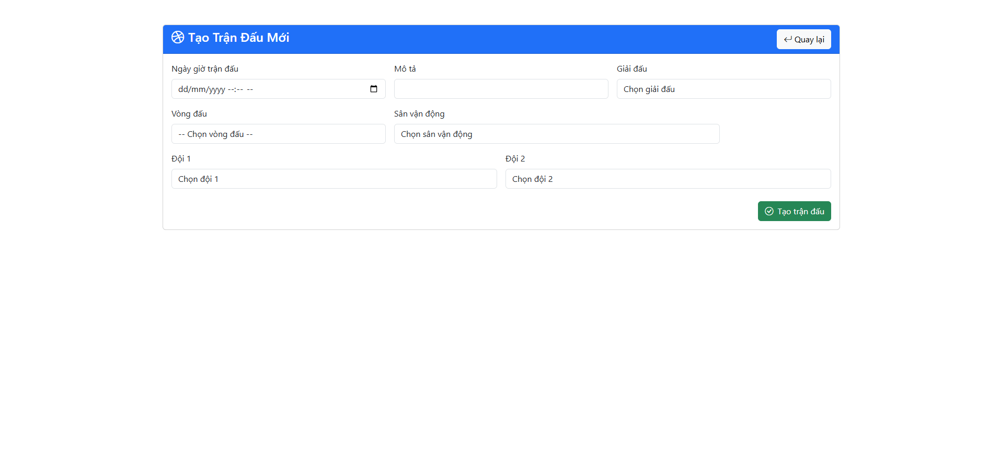 Tạo Trận Đấu Mới
Quay lại
Ngày giờ trận đấu
Mô tả
Giải đấu
dd/mm/yyyy --:-- --
Chọn giải đấu
Vòng đấu
Sân vận động
-- Chọn vòng đấu --
Chọn sân vận động
Đội 1
Đội 2
Chọn đội 1
Chọn đội 2
Tạo trận đấu